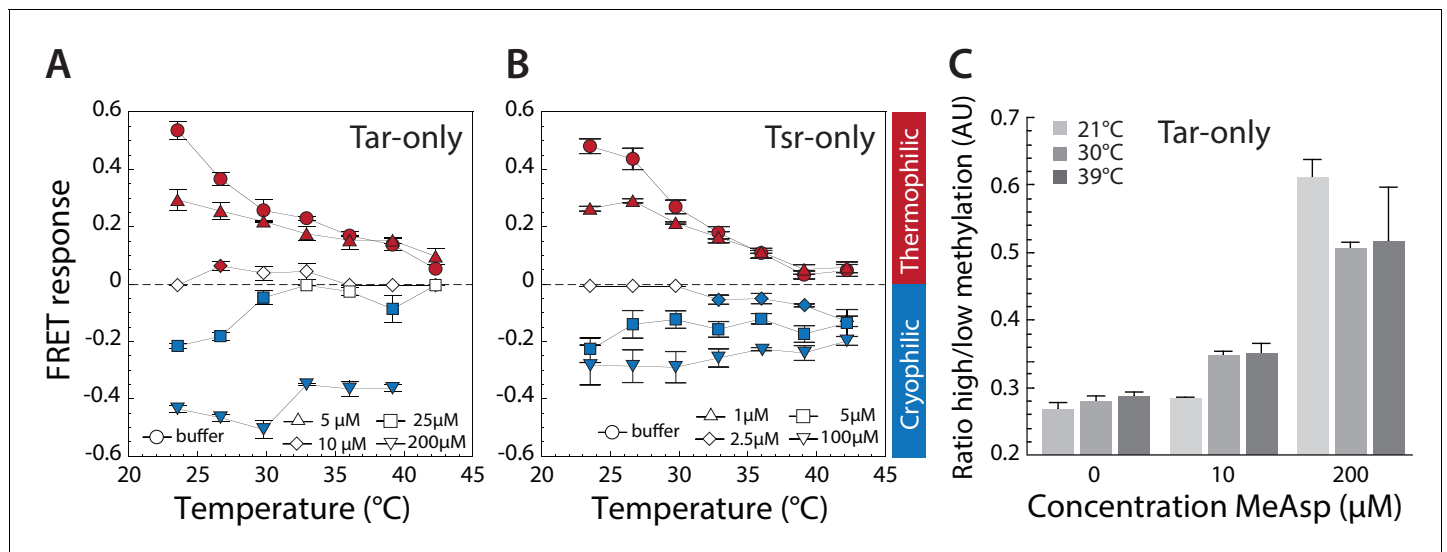 A
B
C
FRET response
0.6
0.4
0.2
0
-0.2
-0.4
-0.6
Tar-only
buffer
5 µM
25µM
10 µM
200µM
20
25
30
35
40
45
Temperature (°C)
0.6
0.4
0.2
0
-0.2
-0.4
-0.6
Tsr-only
buffer
1µM
5µM
2.5µM
100µM
20
25
30
35
40
45
Temperature (°C)
Thermophilic
Cryophilic
Ratio high/low methylation (AU)
0.7
0.6
0.5
0.4
0.3
0.2
21°C
30°C
39°C
Tar-only
0
10
200
Concentration MeAsp (µM)